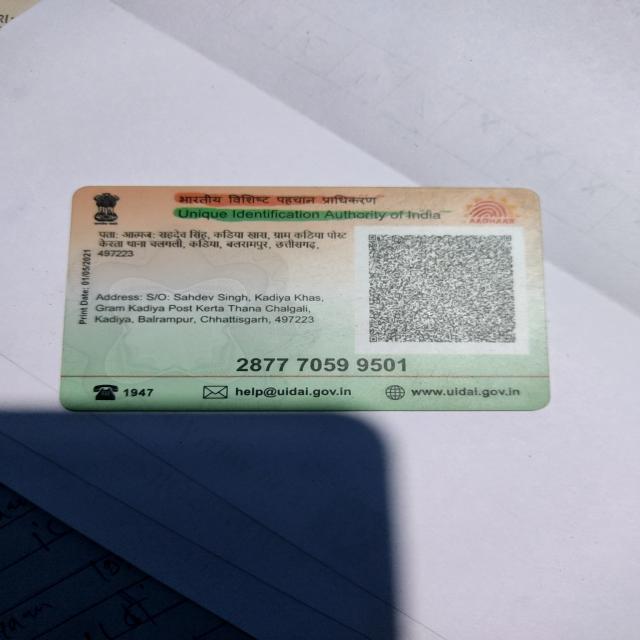 भारतीय विशिष्ट पहचान प्राधिकरण
Unique Identification Authority of India
AADHAAR
पता: आत्मज: सहदेव सिंह, कडिया खास, ग्राम कडिया पोस्ट
केरता थाना चलगली, कडिया, बलरामपुर, छत्तीसगढ़,
497223
Print Date: 01/05/2021
Address: S/O: Sahdev Singh, Kadiya Khas,
Gram Kadiya Post Kerta Thana Chalgali,
Kadiya, Balrampur, Chhattisgarh, 497223
2877 7059 9501
1947
help@uidai.gov.in
www.uidai.gov.in